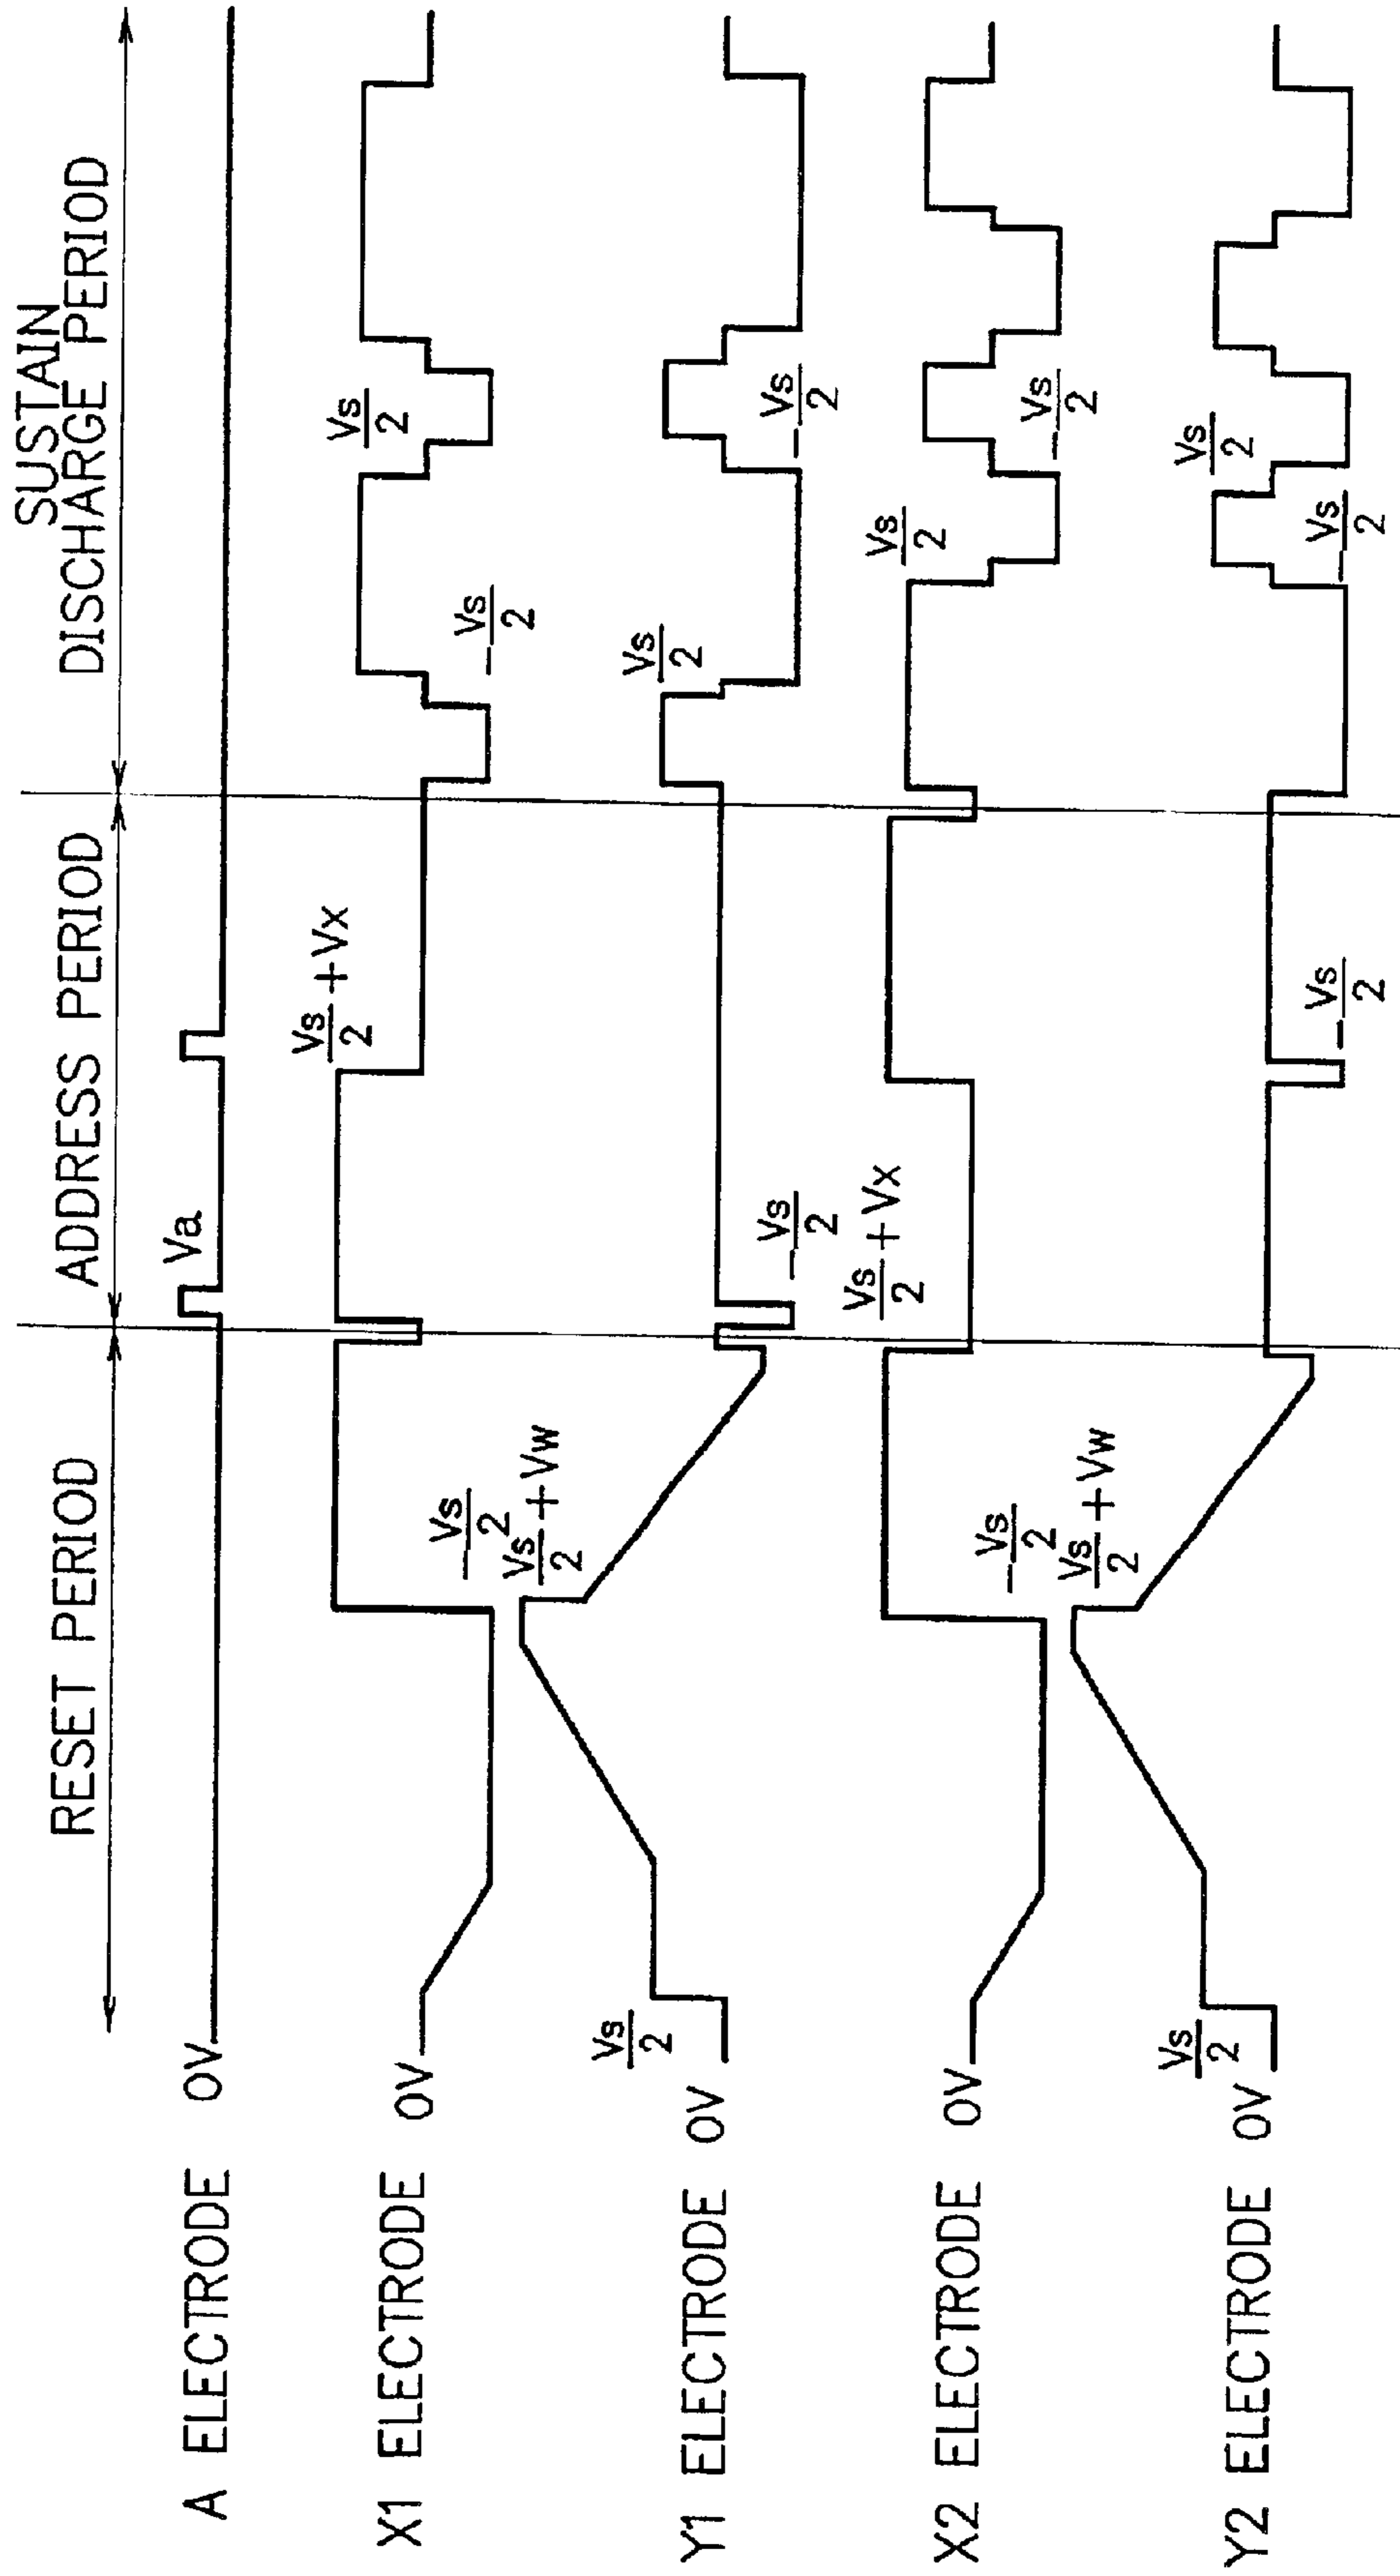 RESET PERIOD
ADDRESS PERIOD
SUSTAIN
DISCHARGE PERIOD
A ELECTRODE 0V
Va
X1 ELECTRODE 0V
-Vs/2
Vs/2+Vx
-Vs/2
Vs/2
Y1 ELECTRODE 0V
Vs/2
Vs/2+Vw
-Vs/2
Vs/2
-Vs/2
X2 ELECTRODE 0V
-Vs/2
Vs/2+Vx
Vs/2
-Vs/2
Y2 ELECTRODE 0V
Vs/2
Vs/2+Vw
-Vs/2
-Vs/2
Vs/2